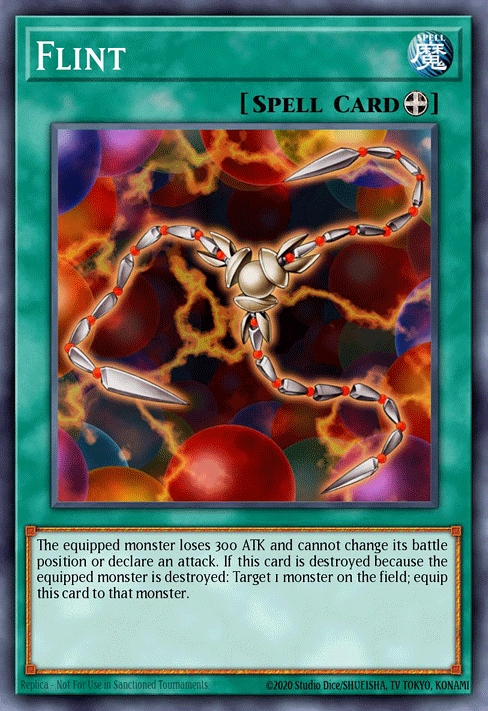 Flint
SPELL
魔
[SPELL CARD]
The equipped monster loses 300 ATK and cannot change its battle
position or declare an attack. If this card is destroyed because the
equipped monster is destroyed: Target 1 monster on the field; equip
this card to that monster.
Replica - Not For Use in Sanctioned Tournaments
©2020 Studio Dice/SHUEISHA, TV TOKYO, KONAMI